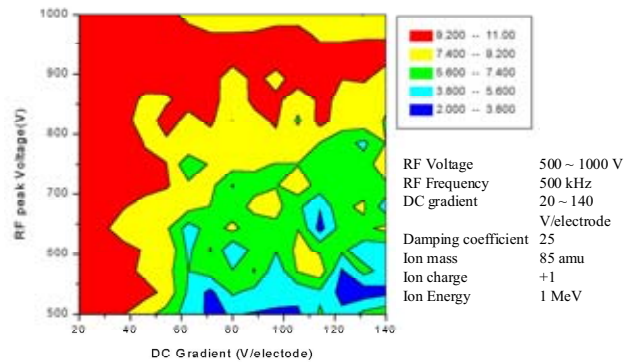 1000
900
800
700
600
500
RF peak Voltage(V)
20 40 60 80 100 120 140
DC Gradient (V/electode)
9.200 -- 11.00
7.400 -- 9.200
5.600 -- 7.400
3.800 -- 5.600
2.000 -- 3.800
RF Voltage 500 ~ 1000 V
RF Frequency 500 kHz
DC gradient 20 ~ 140
V/electrode
Damping coefficient 25
Ion mass 85 amu
Ion charge +1
Ion Energy 1 MeV